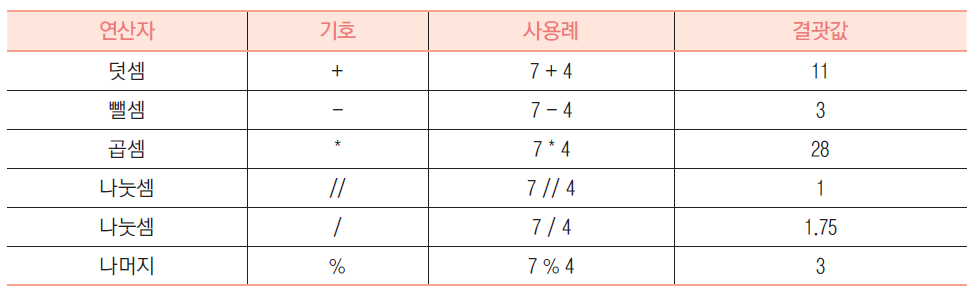 연산자 기호 사용례 결괏값
덧셈 + 7 + 4 11
뺄셈 - 7 - 4 3
곱셈 * 7 * 4 28
나눗셈 // 7 // 4 1
나눗셈 / 7 / 4 1.75
나머지 % 7 % 4 3